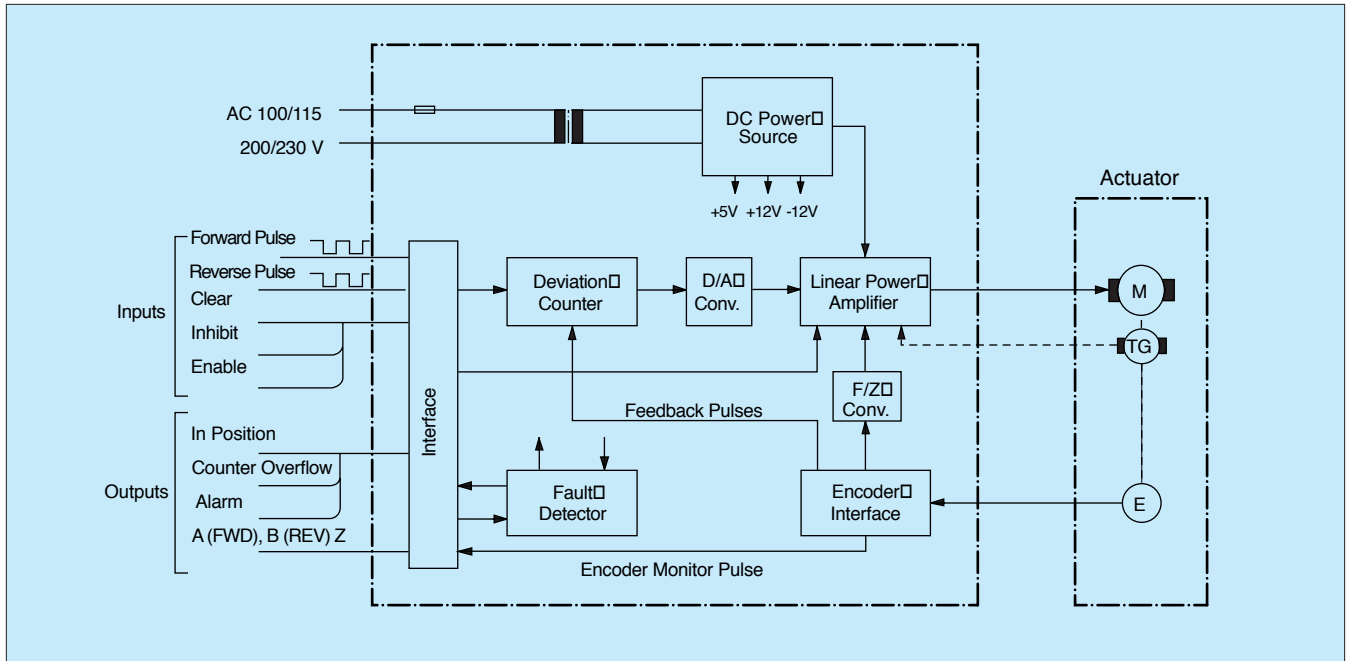 AC 100/115
200/230 V
DC Power□
Source
+5V +12V -12V
Actuator
Inputs
Forward Pulse
Reverse Pulse
Clear
Inhibit
Enable
Interface
Deviation□
Counter
D/A□
Conv.
Linear Power□
Amplifier
M
TG
F/Z□
Conv.
Feedback Pulses
Outputs
In Position
Counter Overflow
Alarm
A (FWD), B (REV) Z
Fault□
Detector
Encoder□
Interface
E
Encoder Monitor Pulse